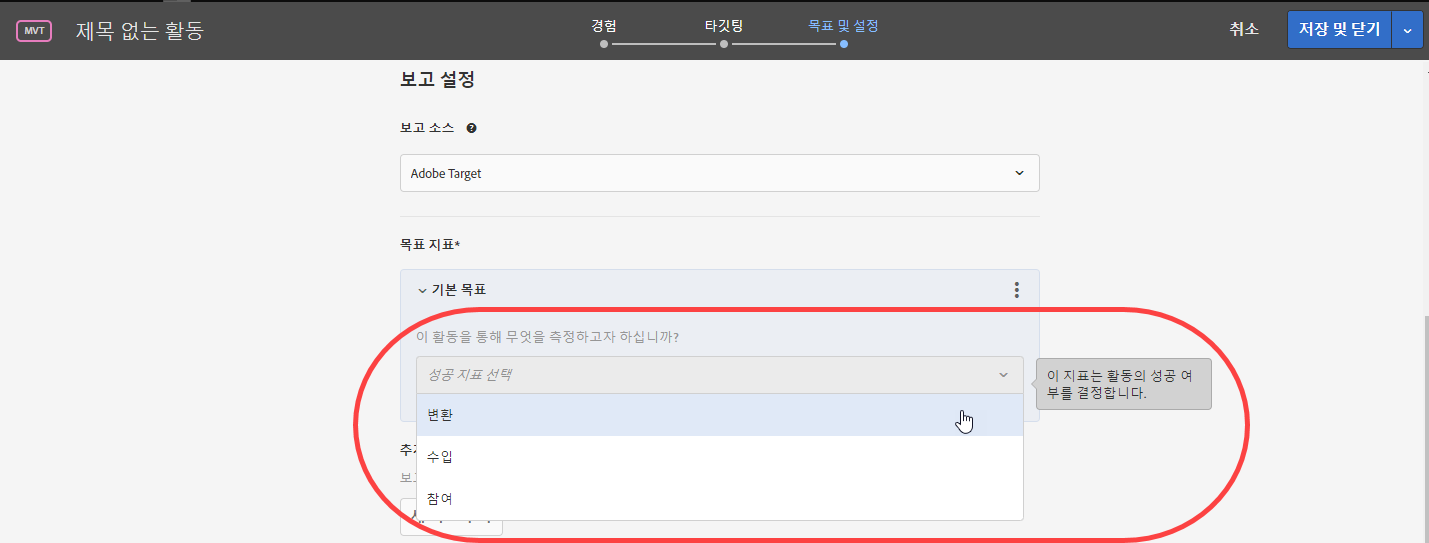 MVT
제목 없는 활동
경험
타깃팅
목표 및 설정
취소
저장 및 닫기
보고 설정
보고 소스
Adobe Target
목표 지표*
기본 목표
이 활동을 통해 무엇을 측정하고자 하십니까?
성공 지표 선택
이 지표는 활동의 성공 여
부를 결정합니다.
변환
수입
참여